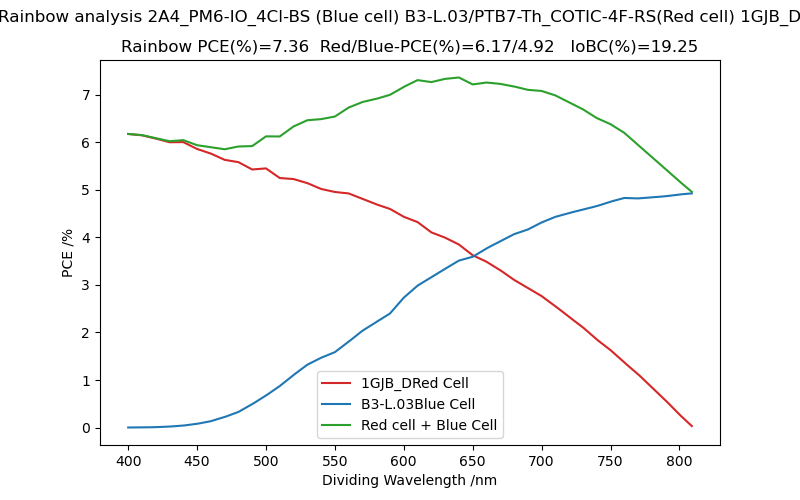 Rainbow analysis 2A4_PM6-IO_4Cl-BS (Blue cell) B3-L.03/PTB7-Th_COTIC-4F-RS(Red cell) 1GJB_D
Rainbow PCE(%)=7.36  Red/Blue-PCE(%)=6.17/4.92   IoBC(%)=19.25
PCE /%
7
6
5
4
3
2
1
0
1GJB_DRed Cell
B3-L.03Blue Cell
Red cell + Blue Cell
400 450 500 550 600 650 700 750 800
Dividing Wavelength /nm